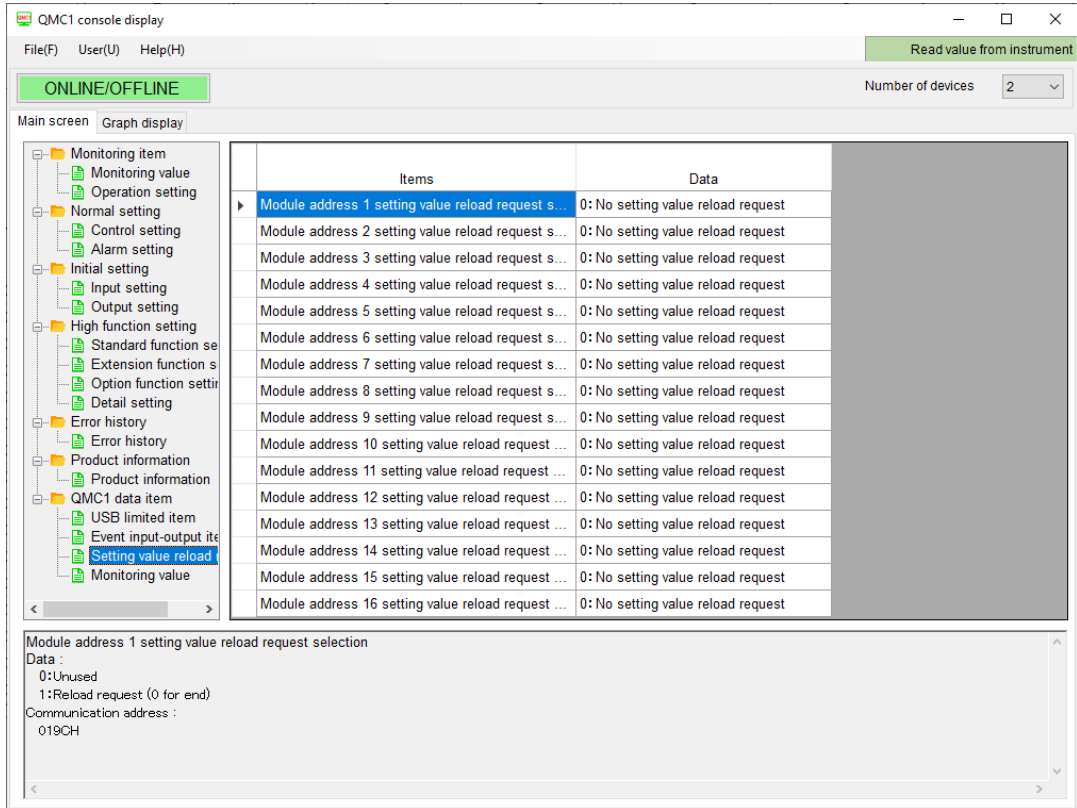 QMC1 console display
File(F) User(U) Help(H)
Read value from instrument
ONLINE/OFFLINE
Number of devices 2
Main screen Graph display
Monitoring item
Monitoring value
Operation setting
Normal setting
Control setting
Alarm setting
Initial setting
Input setting
Output setting
High function setting
Standard function se
Extension function s
Option function settin
Detail setting
Error history
Error history
Product information
Product information
QMC1 data item
USB limited item
Event input-output ite
Setting value reload r
Monitoring value
Items Data
Module address 1 setting value reload request s... 0: No setting value reload request
Module address 2 setting value reload request s... 0: No setting value reload request
Module address 3 setting value reload request s... 0: No setting value reload request
Module address 4 setting value reload request s... 0: No setting value reload request
Module address 5 setting value reload request s... 0: No setting value reload request
Module address 6 setting value reload request s... 0: No setting value reload request
Module address 7 setting value reload request s... 0: No setting value reload request
Module address 8 setting value reload request s... 0: No setting value reload request
Module address 9 setting value reload request s... 0: No setting value reload request
Module address 10 setting value reload request ... 0: No setting value reload request
Module address 11 setting value reload request ... 0: No setting value reload request
Module address 12 setting value reload request ... 0: No setting value reload request
Module address 13 setting value reload request ... 0: No setting value reload request
Module address 14 setting value reload request ... 0: No setting value reload request
Module address 15 setting value reload request ... 0: No setting value reload request
Module address 16 setting value reload request ... 0: No setting value reload request
Module address 1 setting value reload request selection
Data :
0:Unused
1:Reload request (0 for end)
Communication address :
019CH